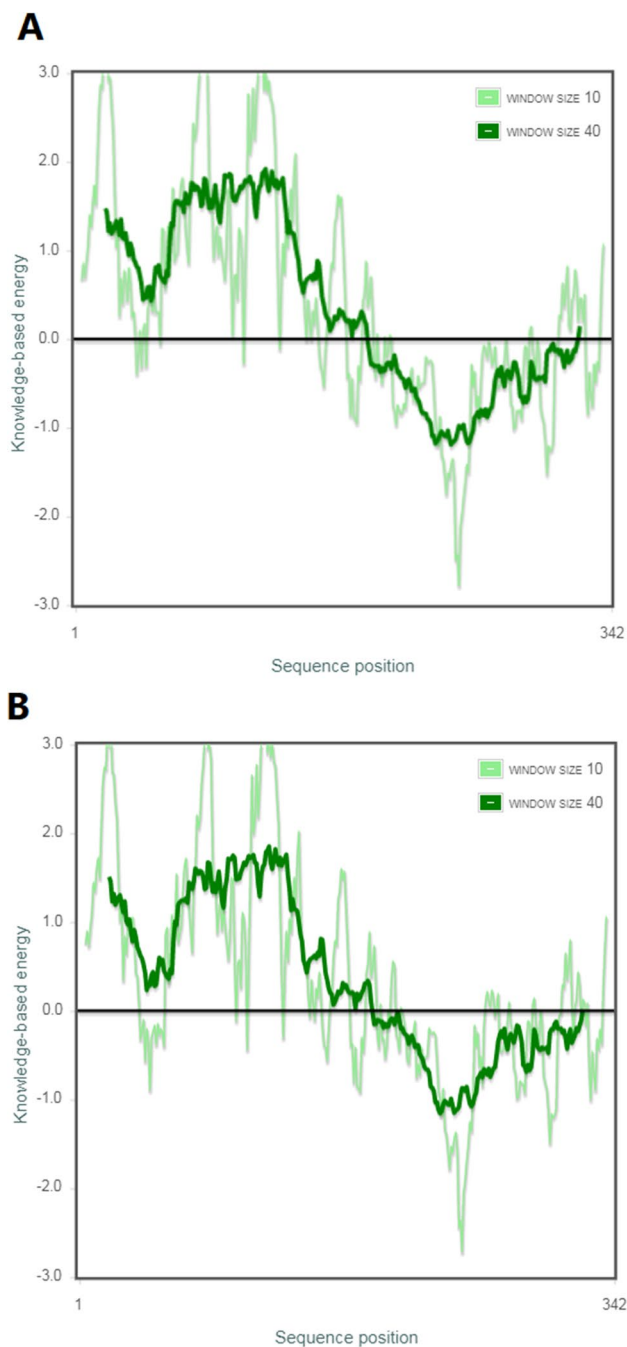 A
3.0
WINDOW SIZE 10
WINDOW SIZE 40
2.0
1.0
0.0
-1.0
-2.0
-3.0
Knowledge-based energy
1 342
Sequence position
B
3.0
WINDOW SIZE 10
WINDOW SIZE 40
2.0
1.0
0.0
-1.0
-2.0
-3.0
Knowledge-based energy
1 342
Sequence position